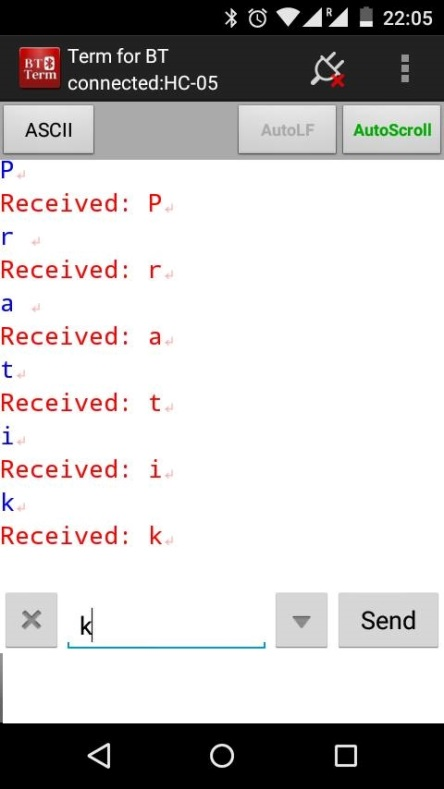 R
22:05
BT
Term
Term for BT
connected:HC-05
ASCII
AutoLF
AutoScroll
P
Received: P
r
Received: r
a
Received: a
t
Received: t
i
Received: i
k
Received: k
k
Send